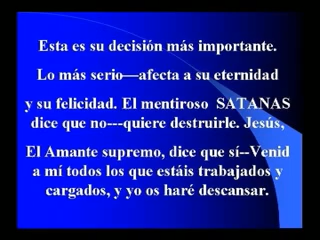 Esta es su decisión más importante.
Lo más serio—afecta a su eternidad
y su felicidad. El mentiroso  SATANAS
dice que no---quiere destruirle. Jesús,
El Amante supremo, dice que sí--Venid
a mí todos los que estáis trabajados y
cargados, y yo os haré descansar.